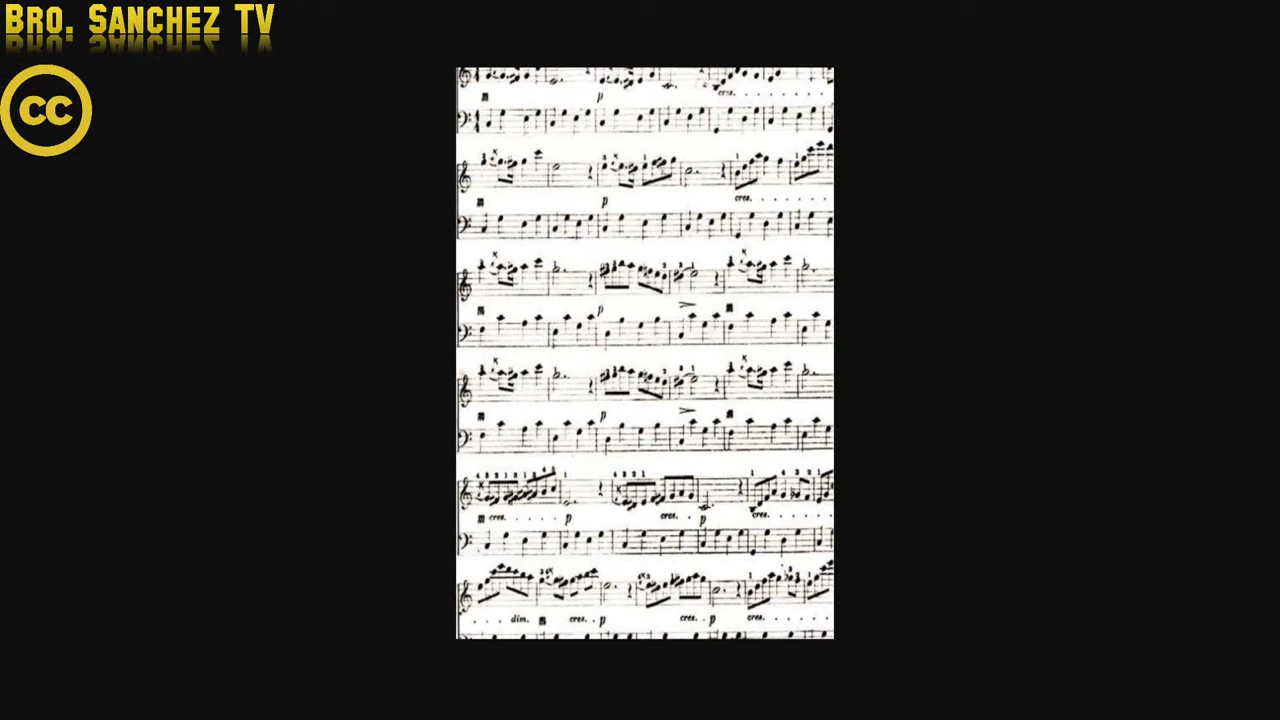 Bro. Sanchez TV
cc
m p cres. . . . . . .
m p cres. . . . . . .
m p m
m p m
m cres. . . . . p cres. . p cres. . . . . .
. . . dim. m cres. . p cres. . p cres. . . . . . .